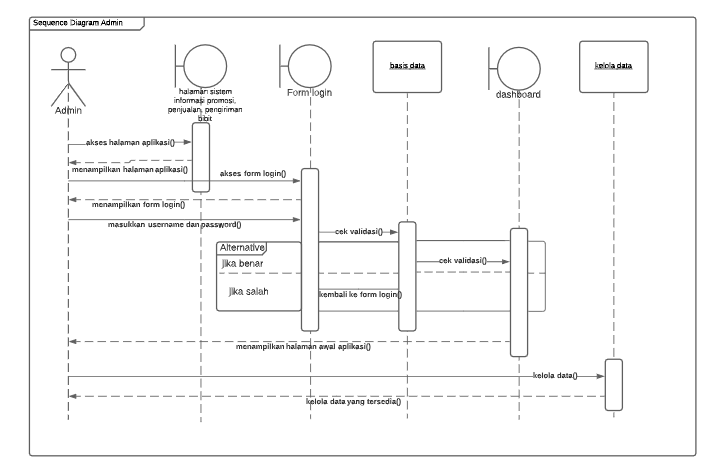 Sequence Diagram Admin
Admin
halaman sistem
informasi promosi,
penjualan, pengiriman
bibit
Form login
basis data
dashboard
kelola data
akses halaman aplikasi()
menampilkan halaman aplikasi()
akses form login()
menampilkan form login()
masukkan username dan password()
cek validasi()
Alternative
jika benar
cek validasi()
jika salah
kembali ke form login()
menampilkan halaman awal aplikasi()
kelola data()
kelola data yang tersedia()